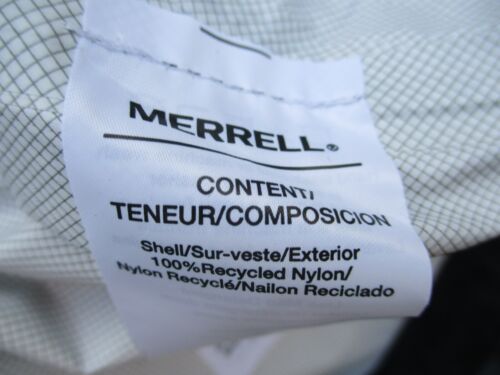 MERRELL®
CONTENT/
TENEUR/COMPOSICION
Shell/Sur-veste/Exterior
100%Recycled Nylon/
Nylon Recyclé/Nailon Reciclado